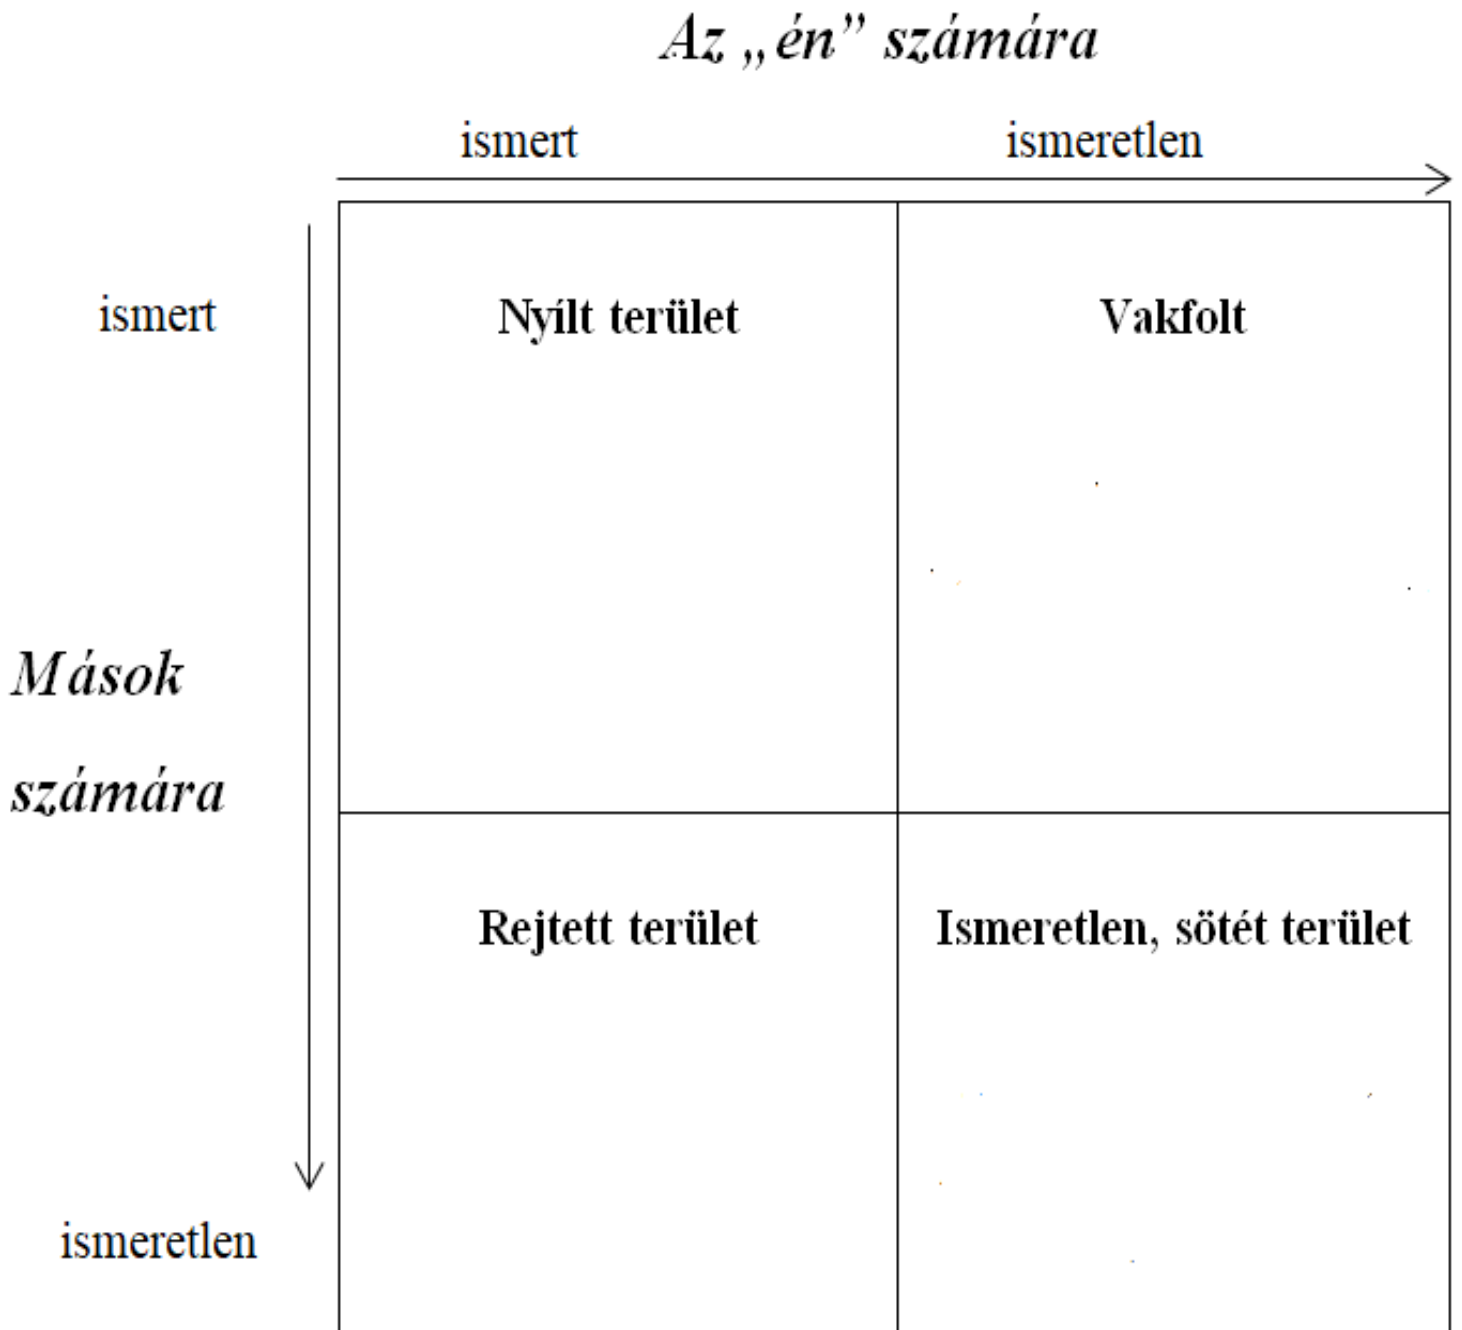 Az „én” számára
ismert ismeretlen
ismert
Nyílt terület Vakfolt
Mások
számára
Rejtett terület Ismeretlen, sötét terület
ismeretlen